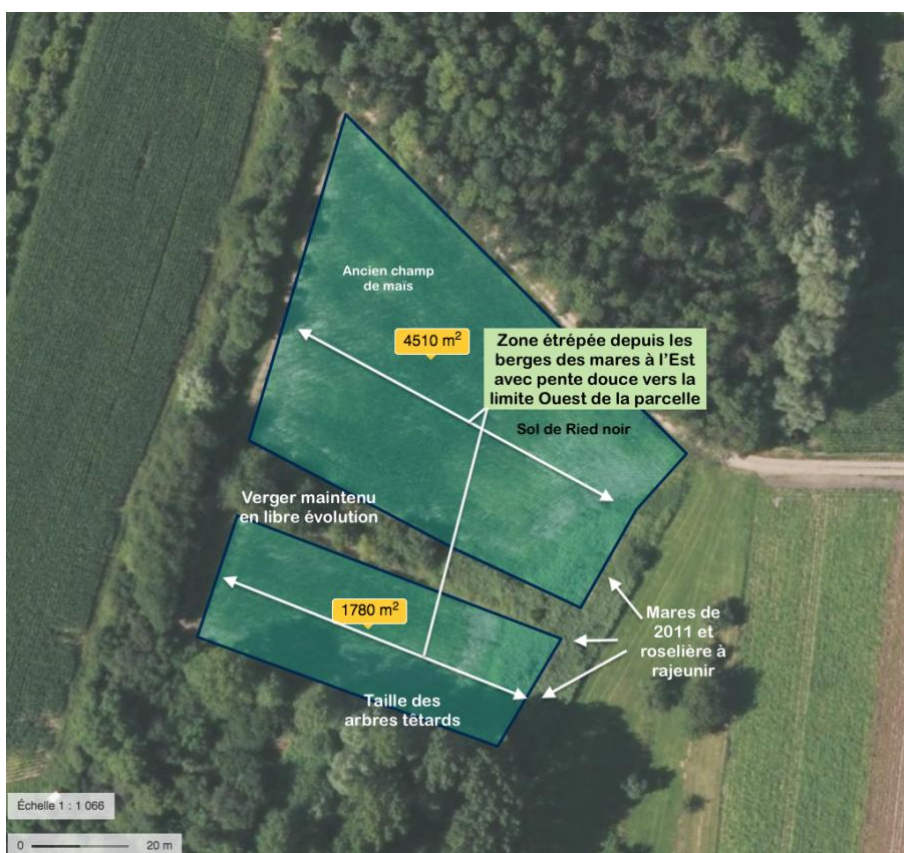 Ancien champ
de maïs
4510 m²
Zone étrépée depuis les
berges des mares à l'Est
avec pente douce vers la
limite Ouest de la parcelle
Sol de Ried noir
Verger maintenu
en libre évolution
1780 m²
Mares de
2011 et
roselière à
rajeunir
Taille des
arbres têtards
Échelle 1 : 1 066
0 20 m